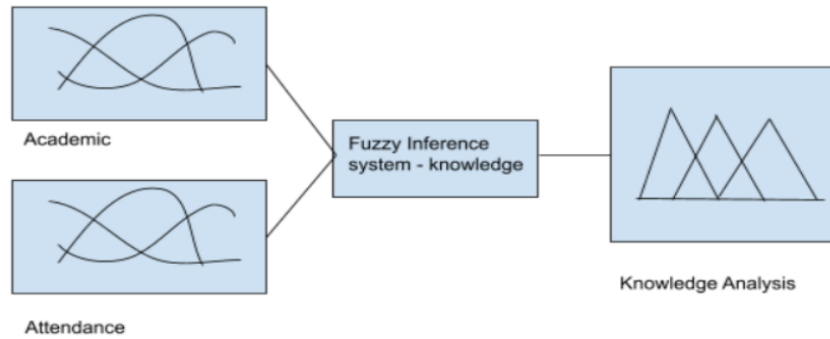 Academic
Fuzzy Inference
system - knowledge
Knowledge Analysis
Attendance